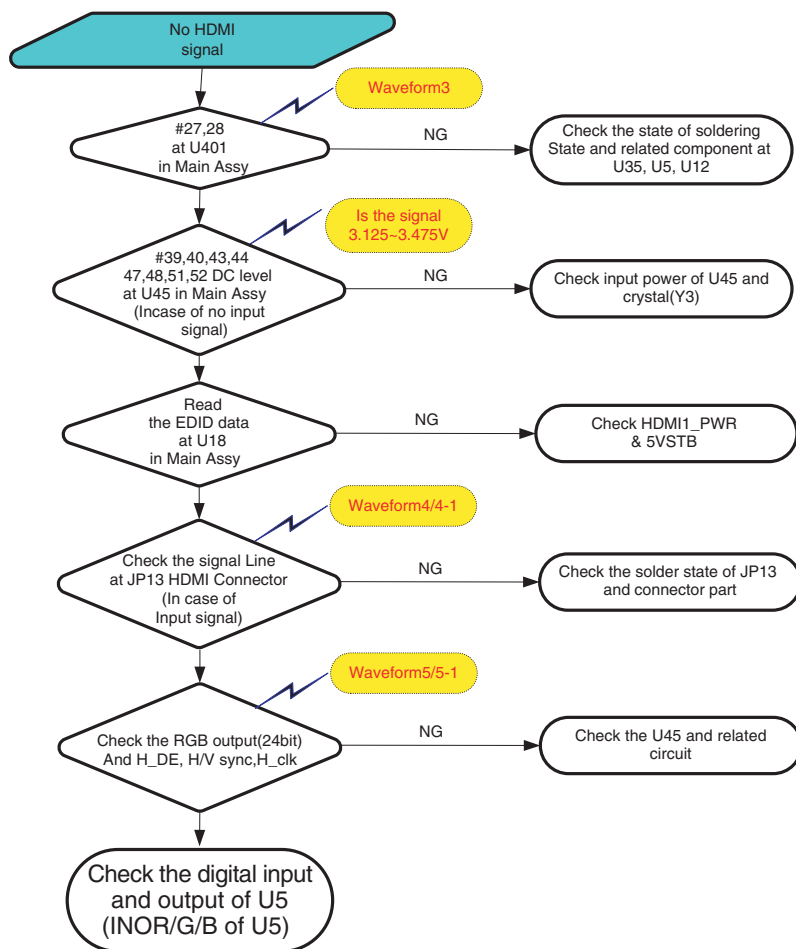 No HDMI
signal
Waveform3
#27,28
at U401
in Main Assy
NG
Check the state of soldering
State and related component at
U35, U5, U12
Is the signal
3.125~3.475V
#39,40,43,44
47,48,51,52 DC level
at U45 in Main Assy
(Incase of no input
signal)
NG
Check input power of U45 and
crystal(Y3)
Read
the EDID data
at U18
in Main Assy
NG
Check HDMI1_PWR
& 5VSTB
Waveform4/4-1
Check the signal Line
at JP13 HDMI Connector
(In case of
Input signal)
NG
Check the solder state of JP13
and connector part
Waveform5/5-1
Check the RGB output(24bit)
And H_DE, H/V sync,H_clk
NG
Check the U45 and related
circuit
Check the digital input
and output of U5
(INOR/G/B of U5)